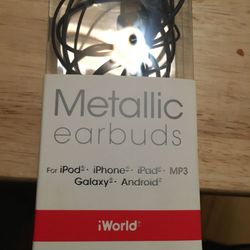 Metallic
earbuds
For iPod‡ · iPhone‡ · iPad‡ · MP3
Galaxy‡ · Android‡
iWorld†